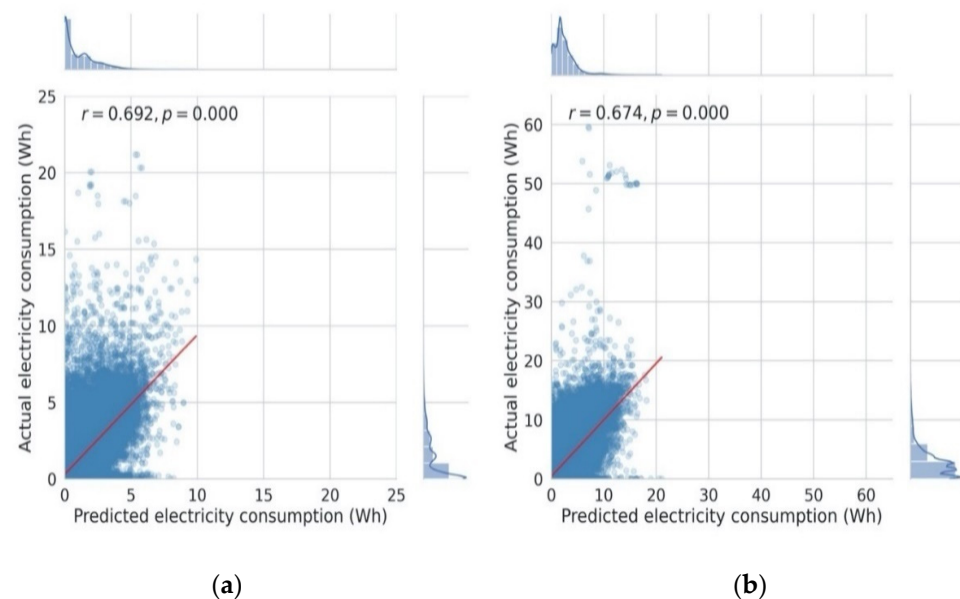 r = 0.692, p = 0.000
25
20
15
10
5
0
Actual electricity consumption (Wh)
0 5 10 15 20 25
Predicted electricity consumption (Wh)
(a)
r = 0.674, p = 0.000
60
50
40
30
20
10
0
Actual electricity consumption (Wh)
0 10 20 30 40 50 60
Predicted electricity consumption (Wh)
(b)